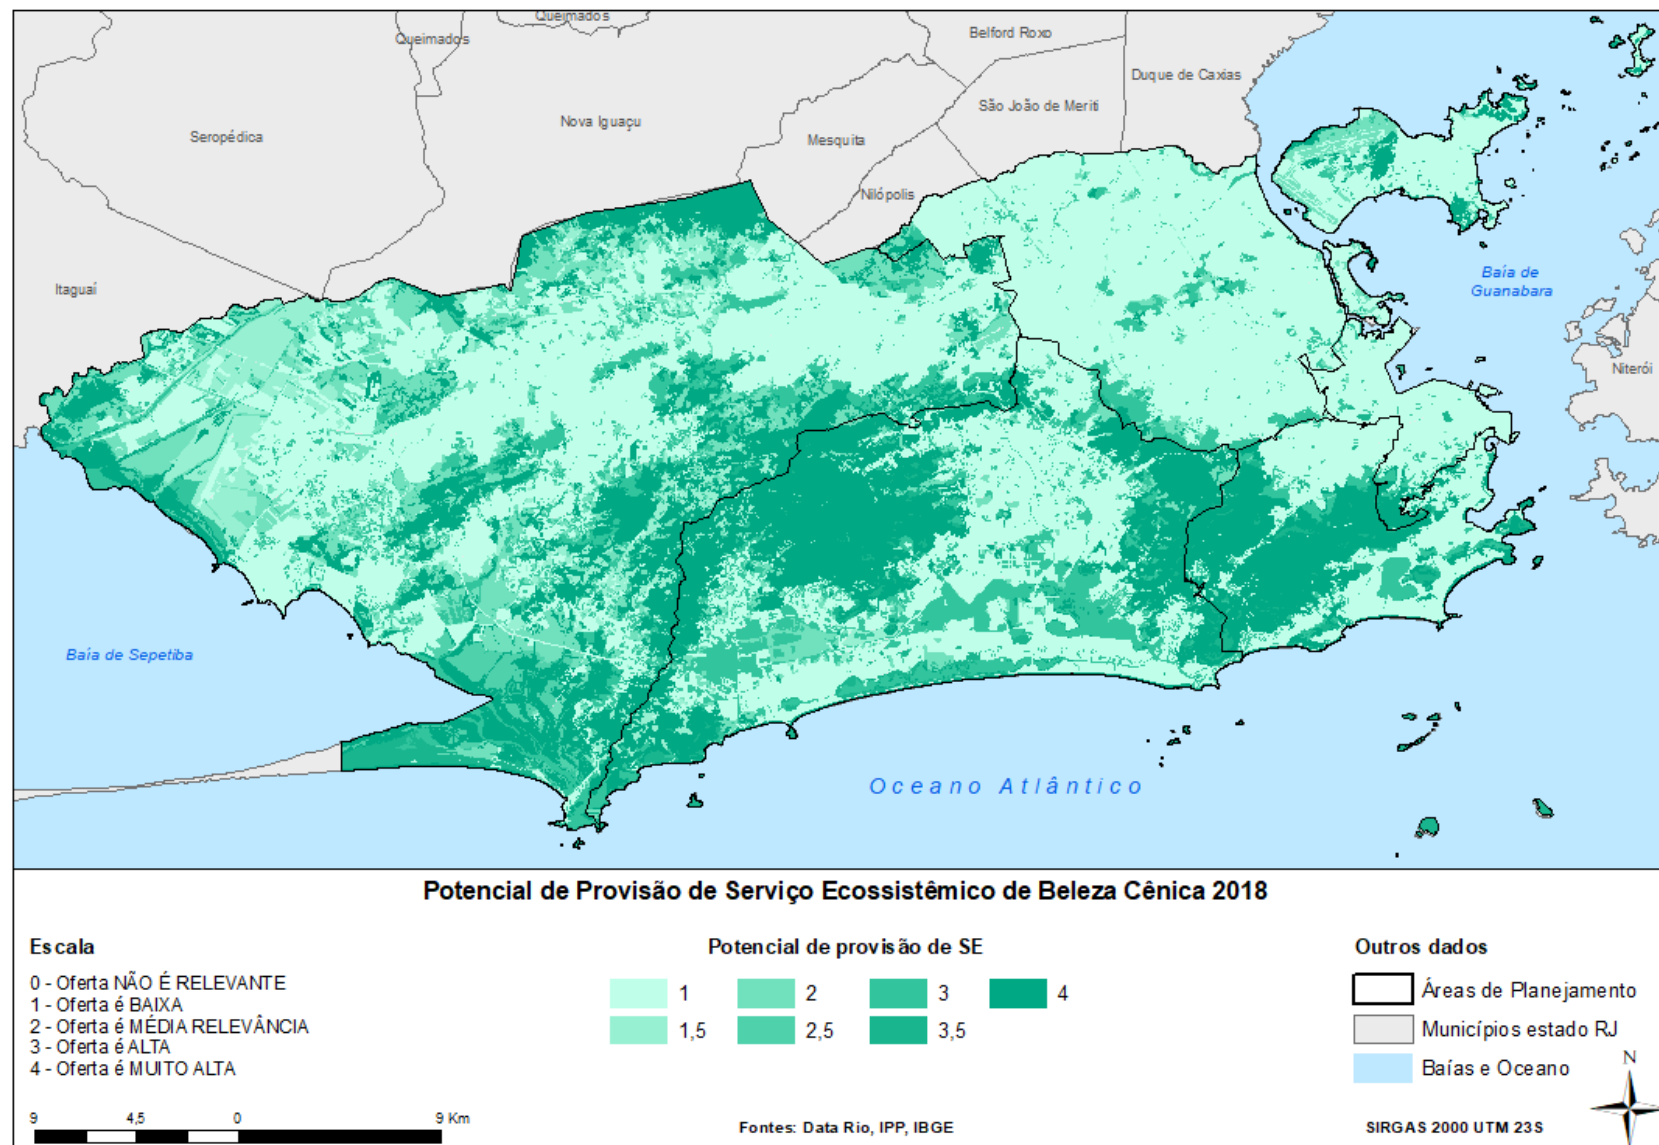 Queimados
Queimados
Belford Roxo
Duque de Caxias
São João de Meriti
Nova Iguaçu
Seropédica
Mesquita
Nilópolis
Itaguaí
Baía de
Guanabara
Niterói
Baía de Sepetiba
Oceano Atlântico
Potencial de Provisão de Serviço Ecossistêmico de Beleza Cênica 2018
Escala
0 - Oferta NÃO É RELEVANTE
1 - Oferta é BAIXA
2 - Oferta é MÉDIA RELEVÂNCIA
3 - Oferta é ALTA
4 - Oferta é MUITO ALTA
Potencial de provisão de SE
1 2 3 4
1,5 2,5 3,5
Outros dados
Áreas de Planejamento
Municípios estado RJ
Baías e Oceano
N
9 4,5 0 9 Km
Fontes: Data Rio, IPP, IBGE
SIRGAS 2000 UTM 23S